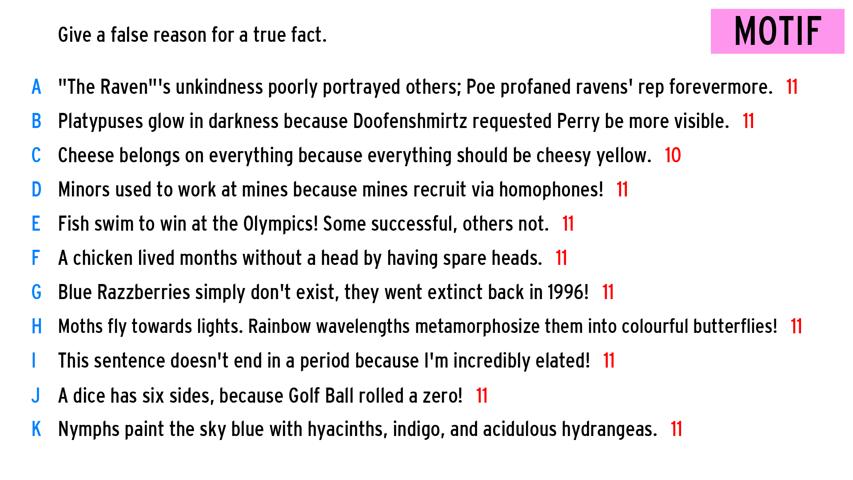 Give a false reason for a true fact.
MOTIF
A "The Raven"'s unkindness poorly portrayed others; Poe profaned ravens' rep forevermore. 11
B Platypuses glow in darkness because Doofenshmirtz requested Perry be more visible. 11
C Cheese belongs on everything because everything should be cheesy yellow. 10
D Minors used to work at mines because mines recruit via homophones! 11
E Fish swim to win at the Olympics! Some successful, others not. 11
F A chicken lived months without a head by having spare heads. 11
G Blue Razzberries simply don't exist, they went extinct back in 1996! 11
H Moths fly towards lights. Rainbow wavelengths metamorphosize them into colourful butterflies! 11
I This sentence doesn't end in a period because I'm incredibly elated! 11
J A dice has six sides, because Golf Ball rolled a zero! 11
K Nymphs paint the sky blue with hyacinths, indigo, and acidulous hydrangeas. 11